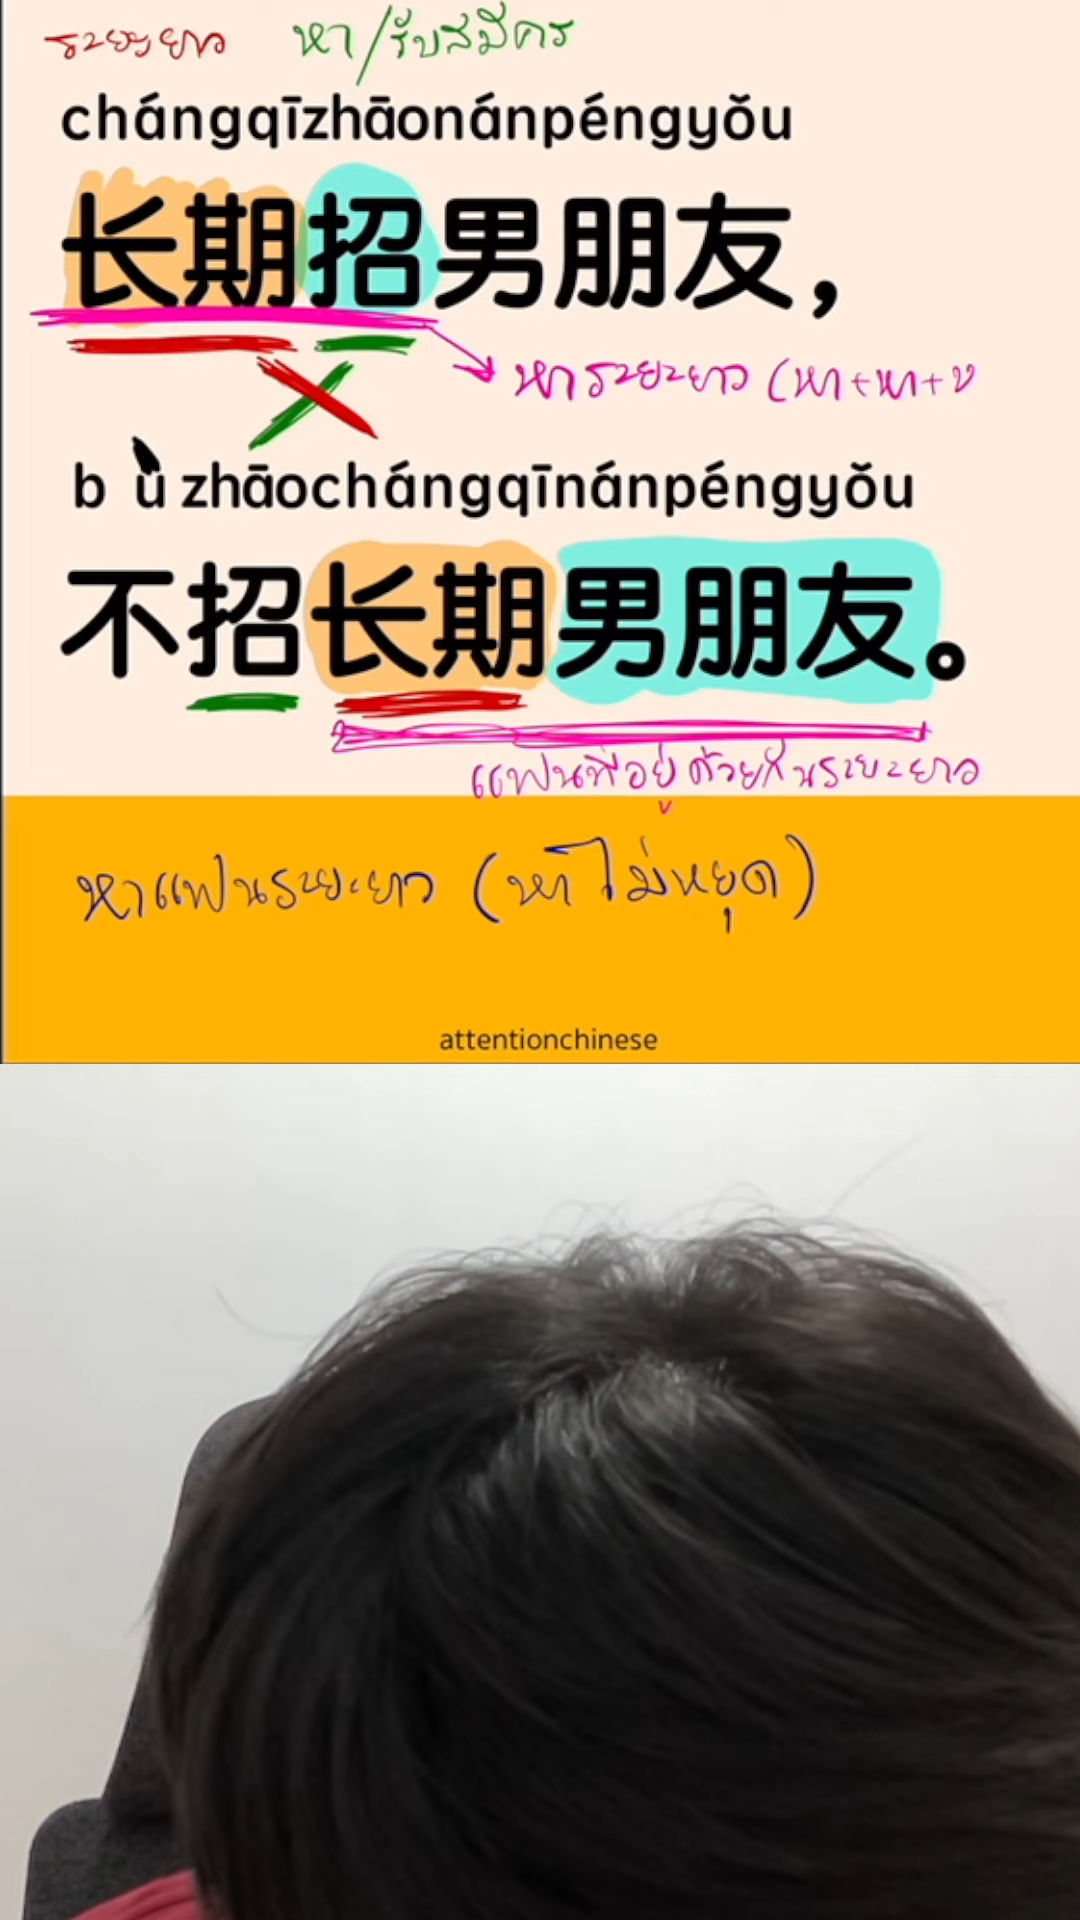 ระยะยาว หา/รับสมัคร
chángqīzhāonánpéngyǒu
长期招男朋友，
หาระยะยาว (หา+หา+ห
b ù zhāochángqīnánpéngyǒu
不招长期男朋友。
แฟนที่อยู่ด้วยกันระยะยาว
หาแฟนระยะยาว (หาไม่หยุด)
attentionchinese